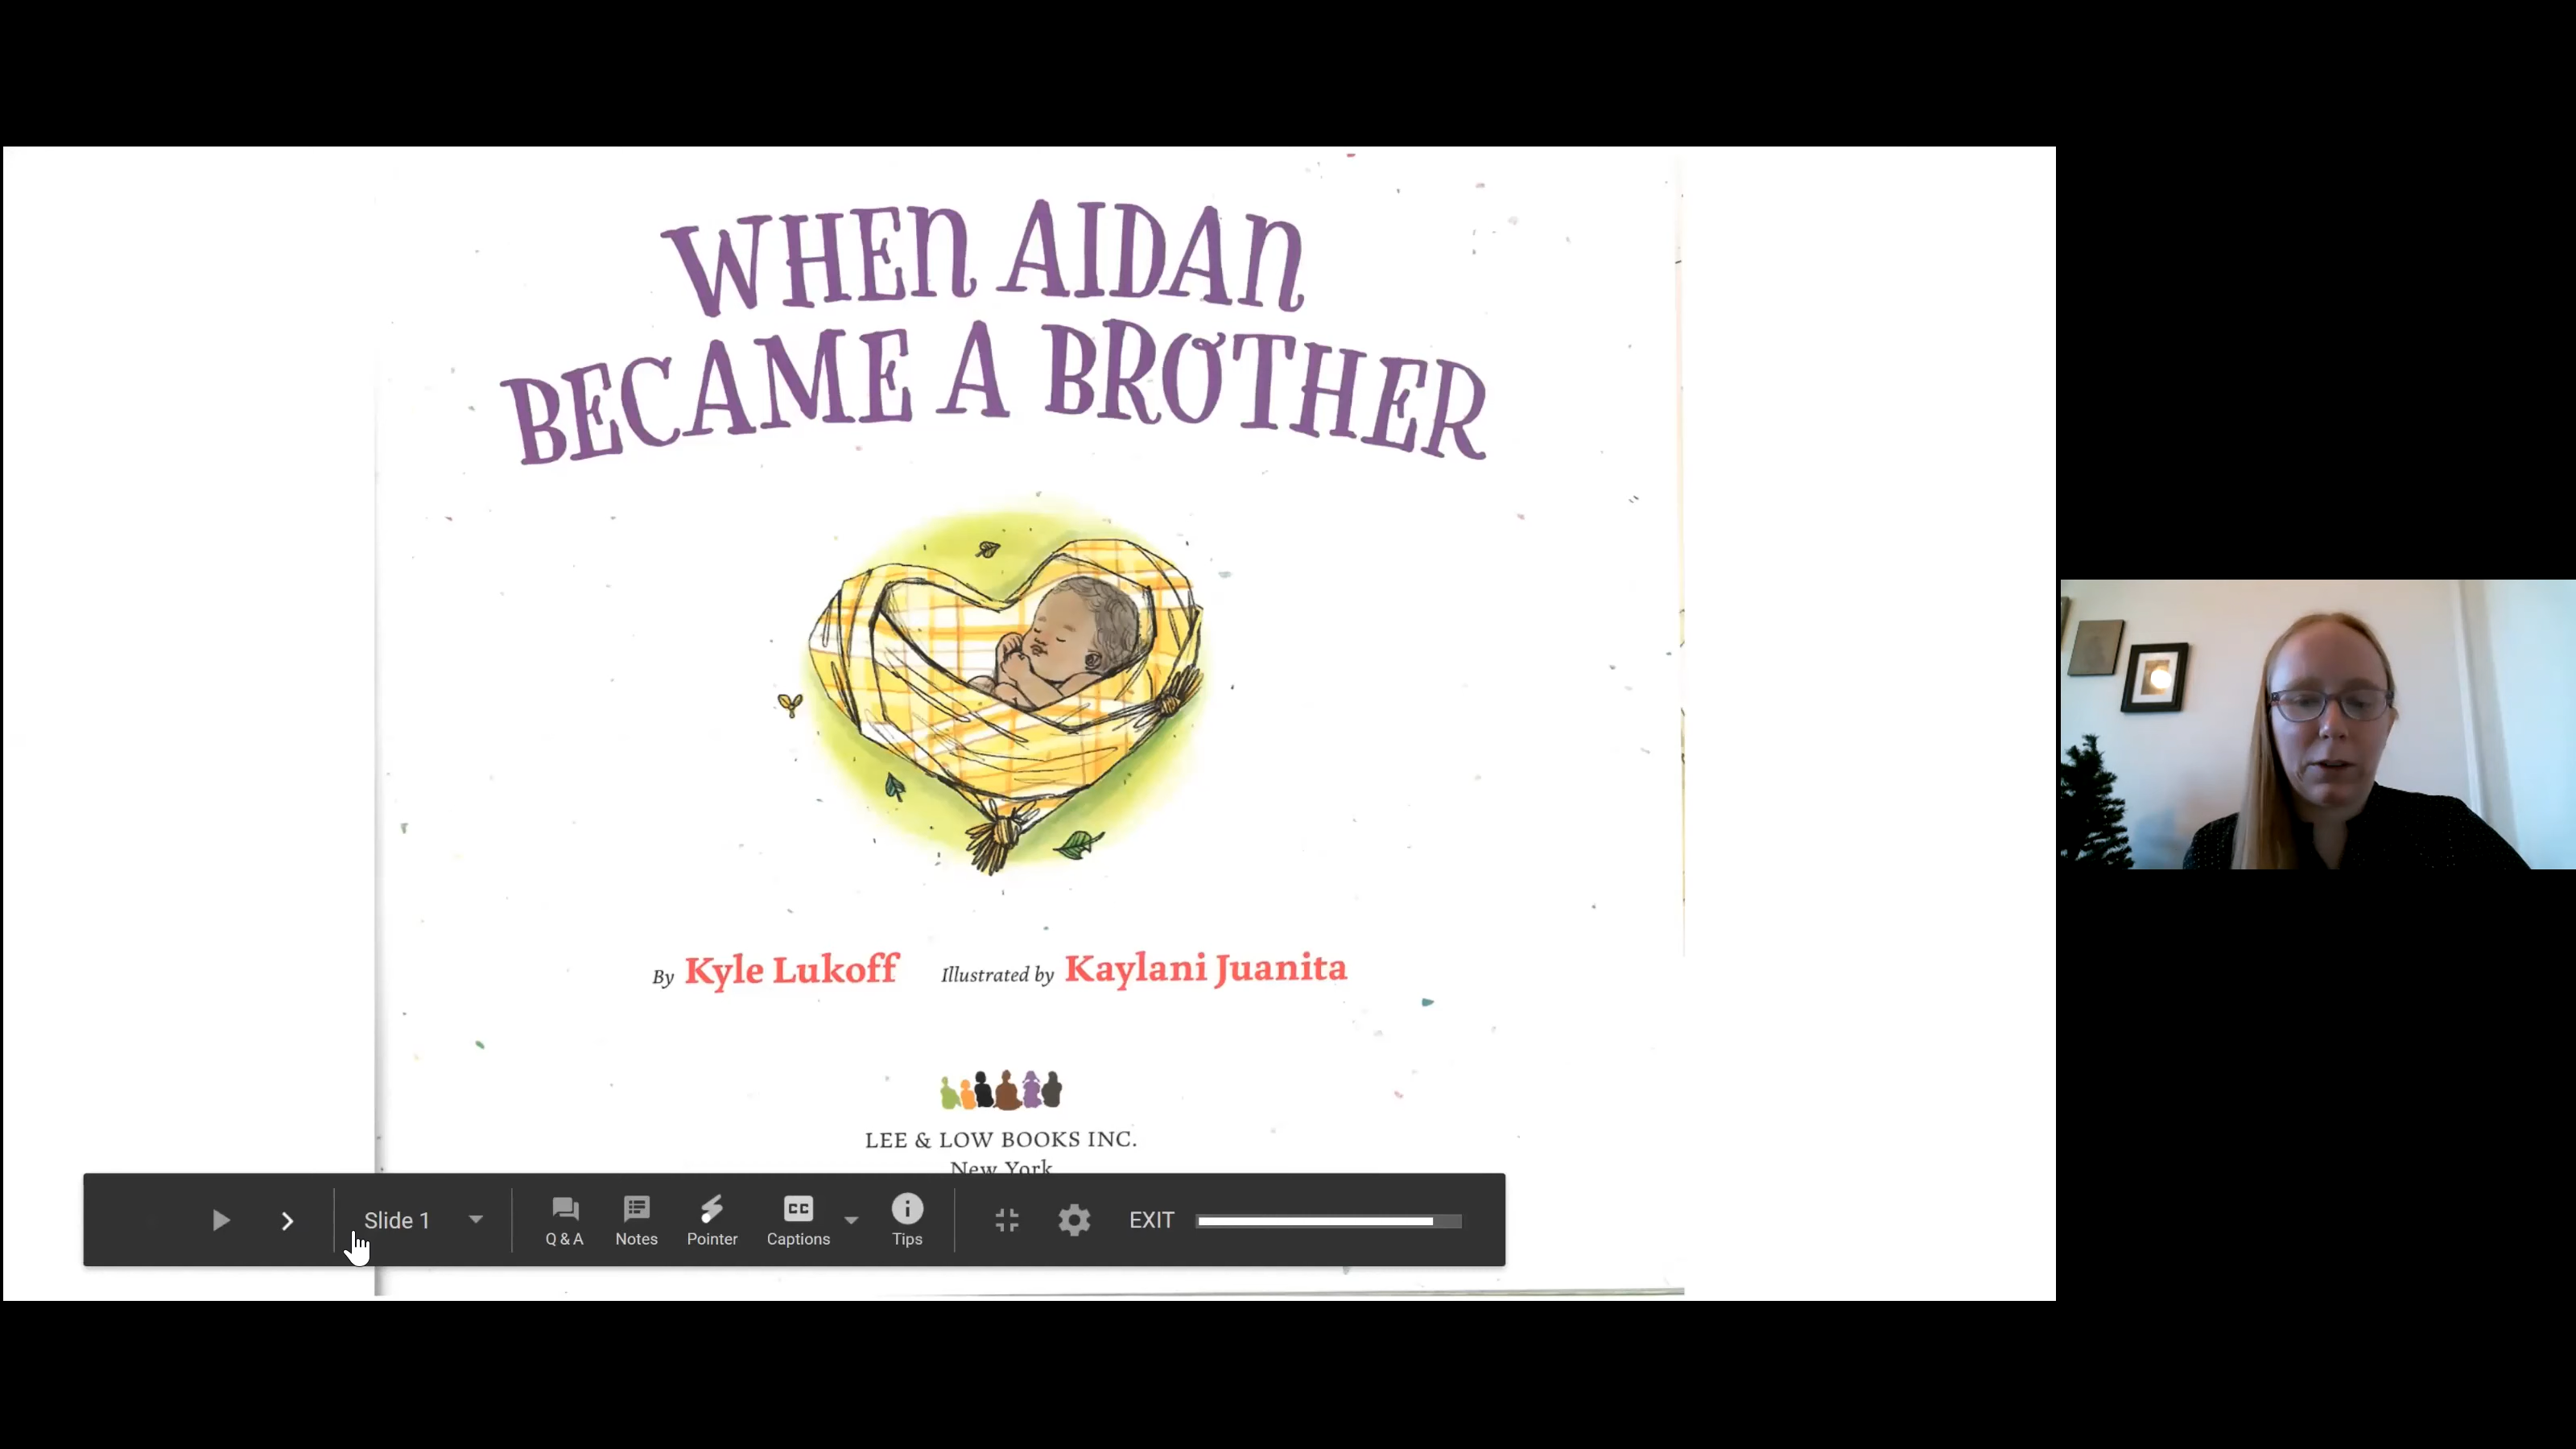 WHEN AIDAN
BECAME A BROTHER
By Kyle Lukoff Illustrated by Kaylani Juanita
LEE & LOW BOOKS INC.
New York
Slide 1
Q & A
Notes
Pointer
CC
Captions
Tips
EXIT